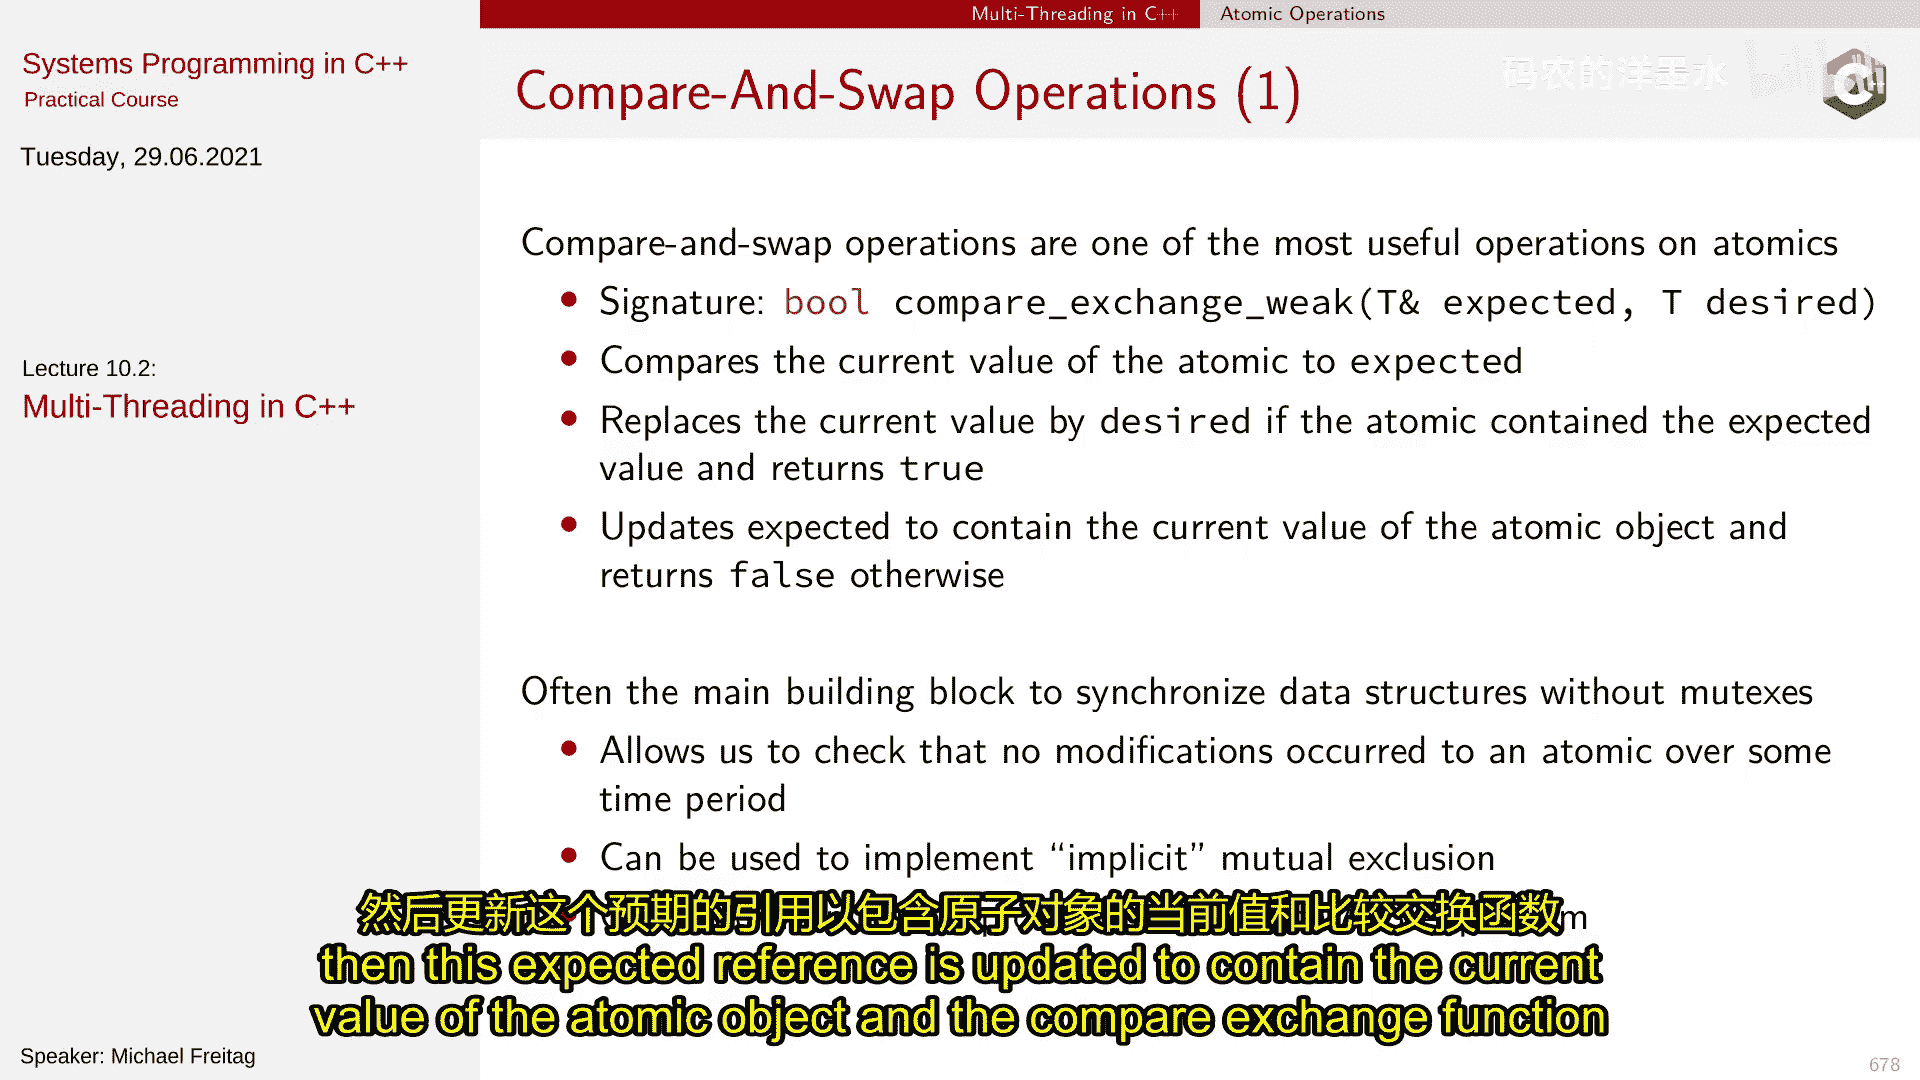 Multi-Threading in C++ Atomic Operations
Systems Programming in C++
Practical Course
Tuesday, 29.06.2021
Lecture 10.2:
Multi-Threading in C++
Speaker: Michael Freitag
Compare-And-Swap Operations (1)
码农的洋墨水
Compare-and-swap operations are one of the most useful operations on atomics
• Signature: bool compare_exchange_weak(T& expected, T desired)
• Compares the current value of the atomic to expected
• Replaces the current value by desired if the atomic contained the expected
value and returns true
• Updates expected to contain the current value of the atomic object and
returns false otherwise
Often the main building block to synchronize data structures without mutexes
• Allows us to check that no modifications occurred to an atomic over some
time period
• Can be used to implement “implicit” mutual exclusion
然后更新这个预期的引用以包含原子对象的当前值和比较交换函数
then this expected reference is updated to contain the current
value of the atomic object and the compare exchange function
678